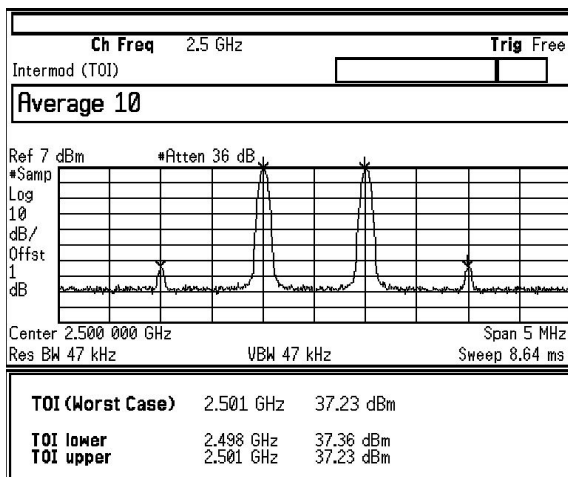 Ch Freq 2.5 GHz Trig Free
Intermod (TOI)
Average 10
Ref 7 dBm #Atten 36 dB
#Samp
Log
10
dB/
Offst
1
dB
Center 2.500 000 GHz Span 5 MHz
Res BW 47 kHz VBW 47 kHz Sweep 8.64 ms
TOI (Worst Case) 2.501 GHz 37.23 dBm
TOI lower 2.498 GHz 37.36 dBm
TOI upper 2.501 GHz 37.23 dBm